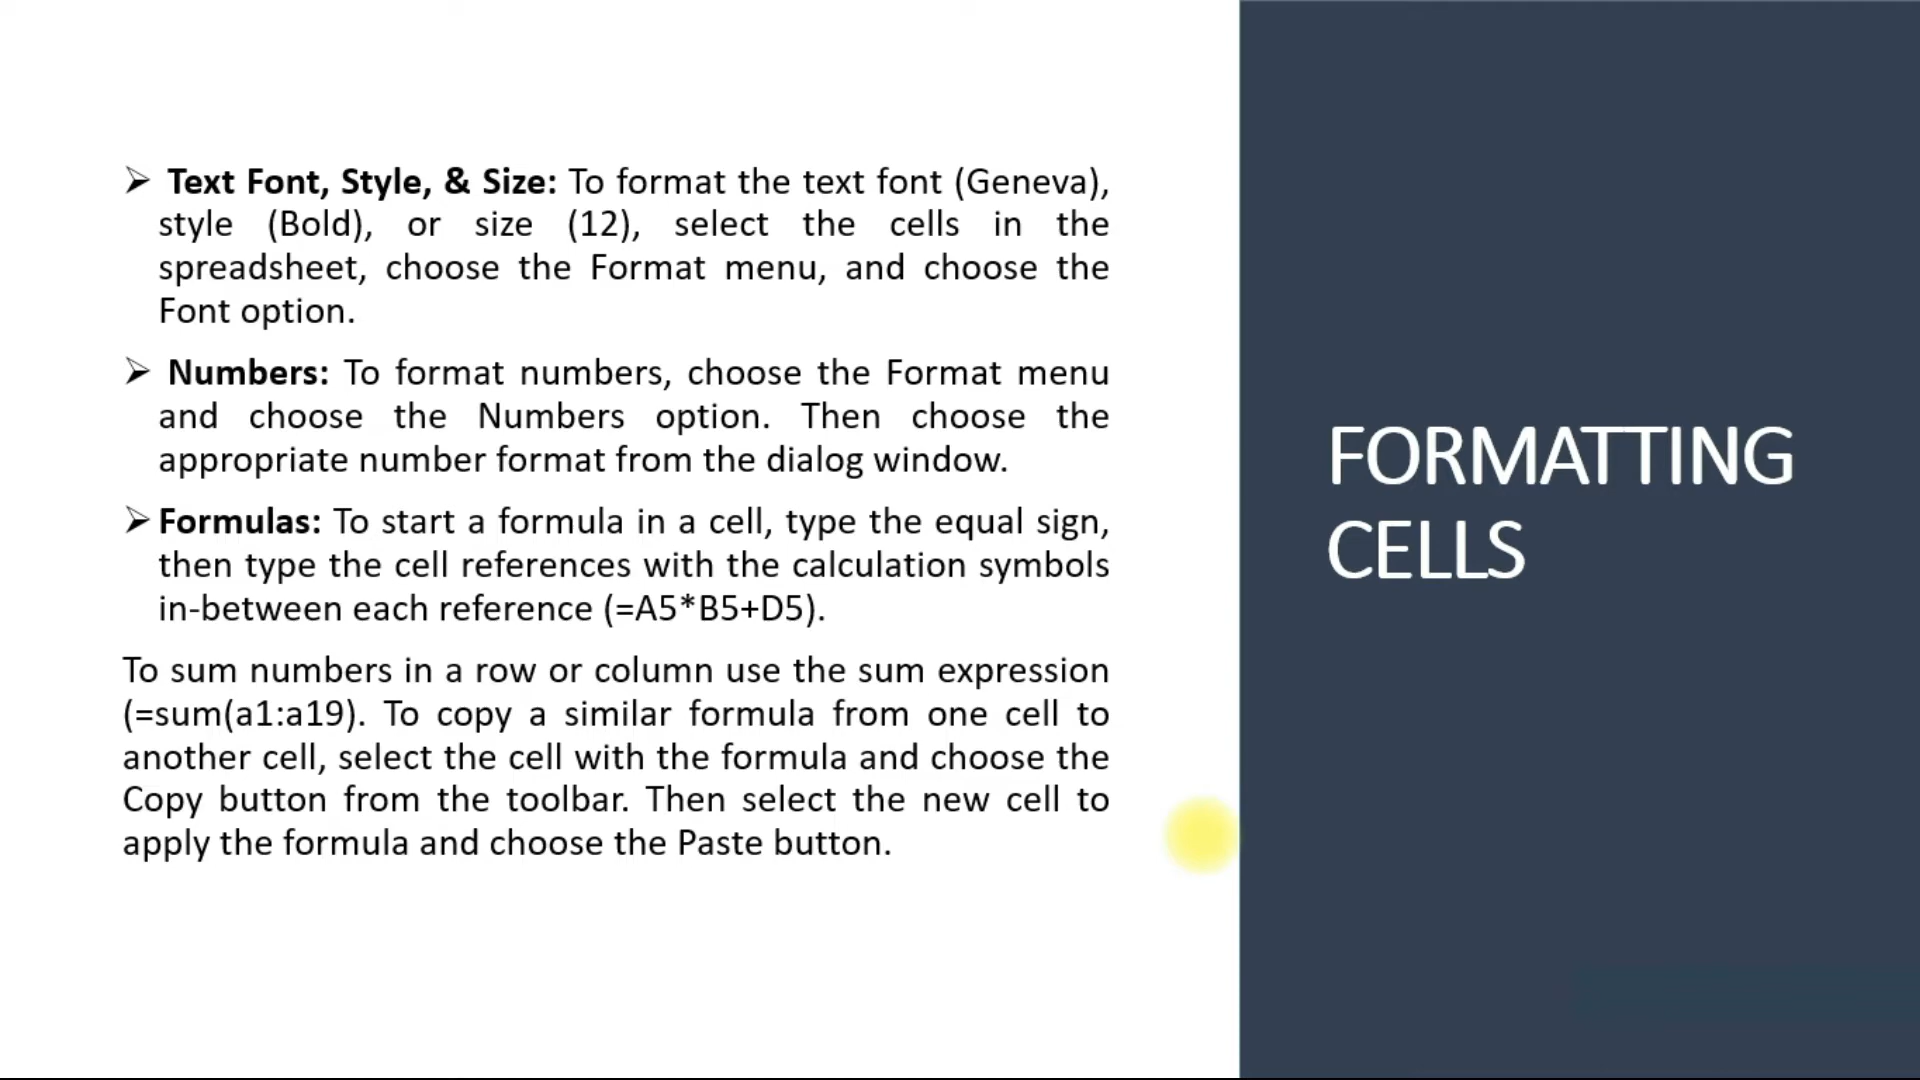 ➢ Text Font, Style, & Size: To format the text font (Geneva),
style (Bold), or size (12), select the cells in the
spreadsheet, choose the Format menu, and choose the
Font option.
➢ Numbers: To format numbers, choose the Format menu
and choose the Numbers option. Then choose the
appropriate number format from the dialog window.
➢ Formulas: To start a formula in a cell, type the equal sign,
then type the cell references with the calculation symbols
in-between each reference (=A5*B5+D5).
To sum numbers in a row or column use the sum expression
(=sum(a1:a19). To copy a similar formula from one cell to
another cell, select the cell with the formula and choose the
Copy button from the toolbar. Then select the new cell to
apply the formula and choose the Paste button.
FORMATTING
CELLS